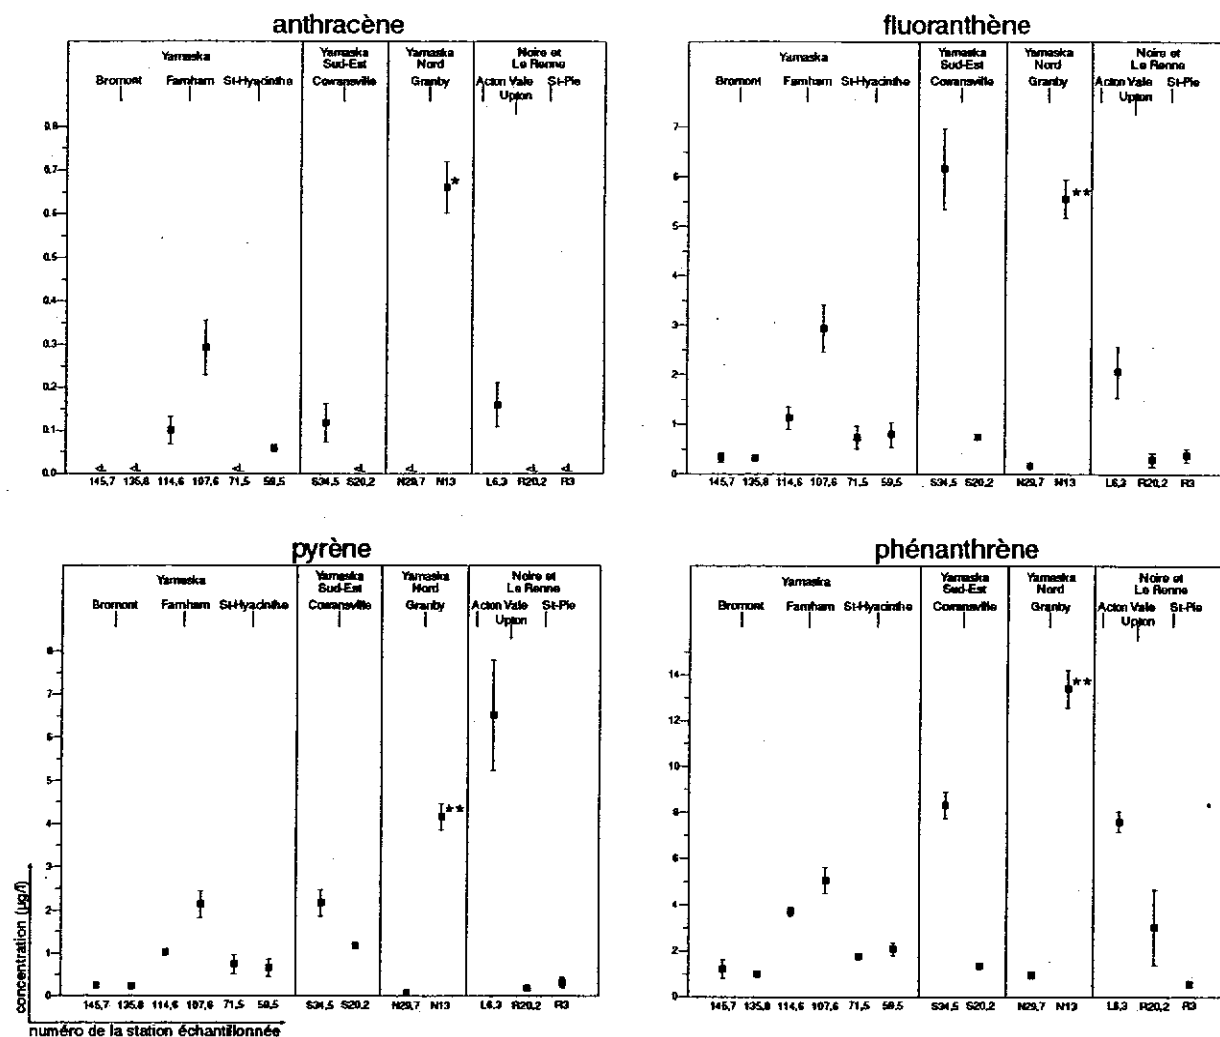 anthracène
Yamaska
Yamaska
Sud-Est
Yamaska
Nord
Noire et
Le Renne
Bromont
Farnham
St-Hyacinthe
Cowansville
Granby
Acton Vale
Upton
St-Pie
0.8
0.7
0.6
0.5
0.4
0.3
0.2
0.1
0.0
*
145,7
135,8
114,6
107,6
71,5
59,5
S34,5
S20,2
N29,7
N13
L6,3
R20,2
R3
fluoranthène
Yamaska
Yamaska
Sud-Est
Yamaska
Nord
Noire et
Le Renne
Bromont
Farnham
St-Hyacinthe
Cowansville
Granby
Acton Vale
Upton
St-Pie
7
6
5
4
3
2
1
0
**
145,7
135,8
114,6
107,6
71,5
59,5
S34,5
S20,2
N29,7
N13
L6,3
R20,2
R3
pyrène
Yamaska
Yamaska
Sud-Est
Yamaska
Nord
Noire et
Le Renne
Bromont
Farnham
St-Hyacinthe
Cowansville
Granby
Acton Vale
Upton
St-Pie
8
7
6
5
4
3
2
1
0
**
145,7
135,8
114,6
107,6
71,5
59,5
S34,5
S20,2
N29,7
N13
L6,3
R20,2
R3
concentration (µg/l)
numéro de la station échantillonnée
phénanthrène
Yamaska
Yamaska
Sud-Est
Yamaska
Nord
Noire et
Le Renne
Bromont
Farnham
St-Hyacinthe
Cowansville
Granby
Acton Vale
Upton
St-Pie
14
12
10
8
6
4
2
0
**
145,7
135,8
114,6
107,6
71,5
59,5
S34,5
S20,2
N29,7
N13
L6,3
R20,2
R3